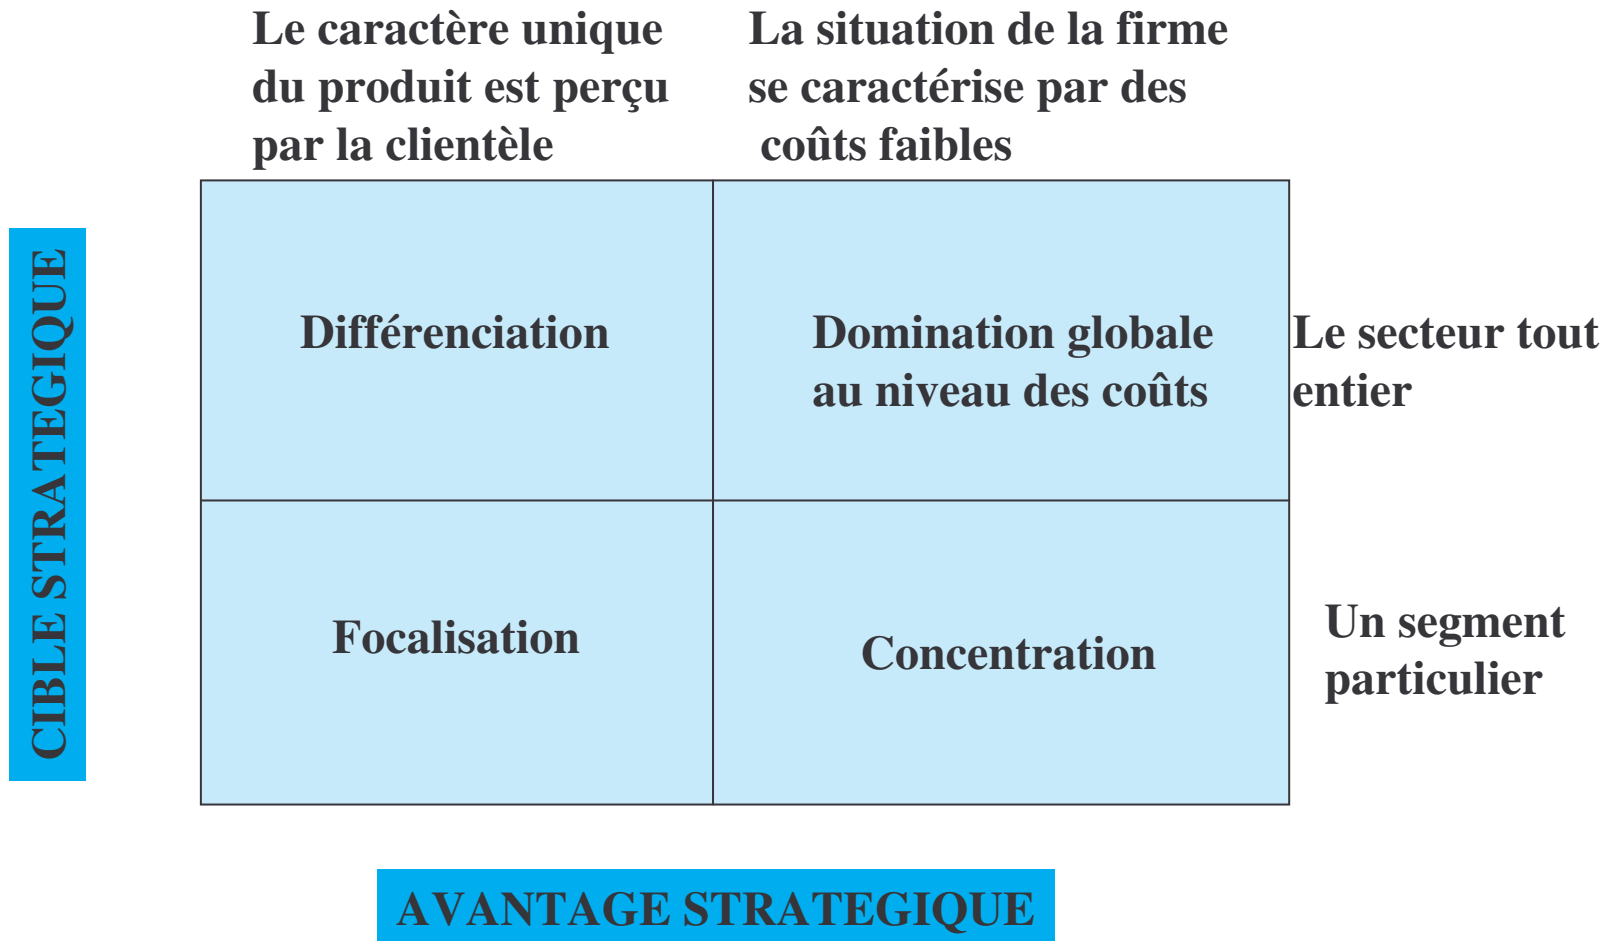 Le caractère unique
du produit est perçu
par la clientèle
La situation de la firme
se caractérise par des
coûts faibles
CIBLE STRATEGIQUE
Différenciation
Domination globale
au niveau des coûts
Le secteur tout
entier
Focalisation
Concentration
Un segment
particulier
AVANTAGE STRATEGIQUE